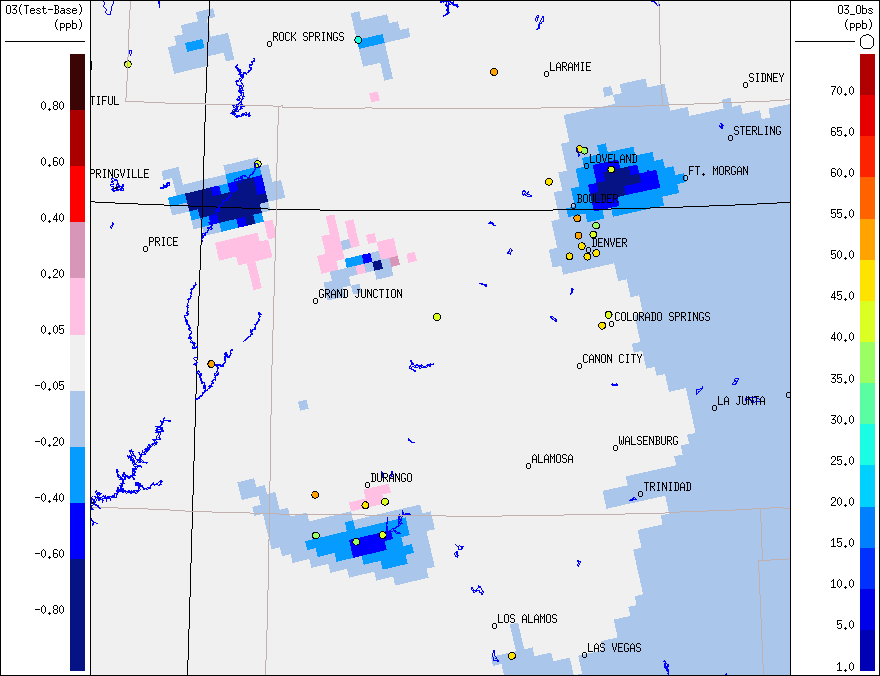 O3(Test-Base)
(ppb)
0.80
0.60
0.40
0.20
0.05
-0.05
-0.20
-0.40
-0.60
-0.80
ROCK SPRINGS
LARAMIE
SIDNEY
TIFUL
STERLING
LOVELAND
PRINGVILLE
FT. MORGAN
BOULDER
PRICE
DENVER
GRAND JUNCTION
COLORADO SPRINGS
CANON CITY
LA JUNTA
WALSENBURG
ALAMOSA
DURANGO
TRINIDAD
LOS ALAMOS
LAS VEGAS
O3_Obs
(ppb)
70.0
65.0
60.0
55.0
50.0
45.0
40.0
35.0
30.0
25.0
20.0
15.0
10.0
5.0
1.0